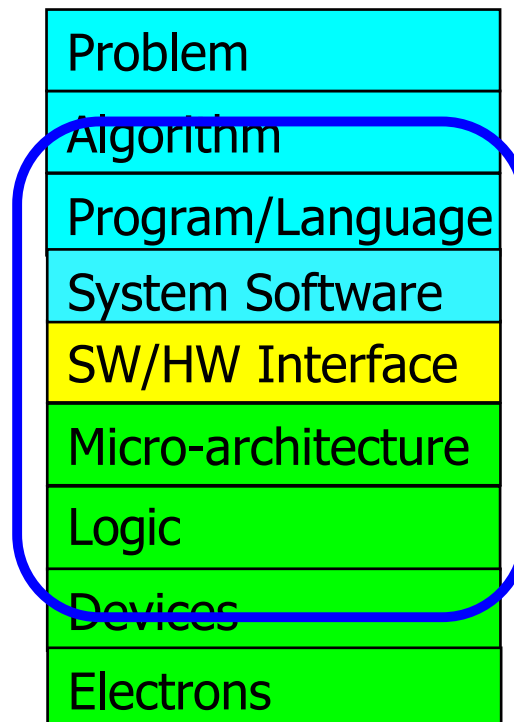 Problem
Algorithm
Program/Language
System Software
SW/HW Interface
Micro-architecture
Logic
Devices
Electrons